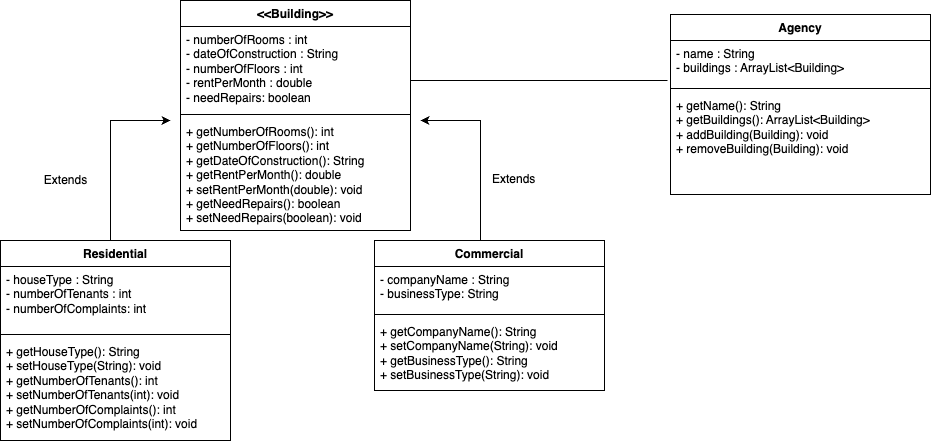 <<Building>>
- numberOfRooms : int
- dateOfConstruction : String
- numberOfFloors : int
- rentPerMonth : double
- needRepairs: boolean
+ getNumberOfRooms(): int
+ getNumberOfFloors(): int
+ getDateOfConstruction(): String
+ getRentPerMonth(): double
+ setRentPerMonth(double): void
+ getNeedRepairs(): boolean
+ setNeedRepairs(boolean): void
Agency
- name : String
- buildings : ArrayList<Building>
+ getName(): String
+ getBuildings(): ArrayList<Building>
+ addBuilding(Building): void
+ removeBuilding(Building): void
Extends
Extends
Residential
- houseType : String
- numberOfTenants : int
- numberOfComplaints: int
+ getHouseType(): String
+ setHouseType(String): void
+ getNumberOfTenants(): int
+ setNumberOfTenants(int): void
+ getNumberOfComplaints(): int
+ setNumberOfComplaints(int): void
Commercial
- companyName : String
- businessType: String
+ getCompanyName(): String
+ setCompanyName(String): void
+ getBusinessType(): String
+ setBusinessType(String): void